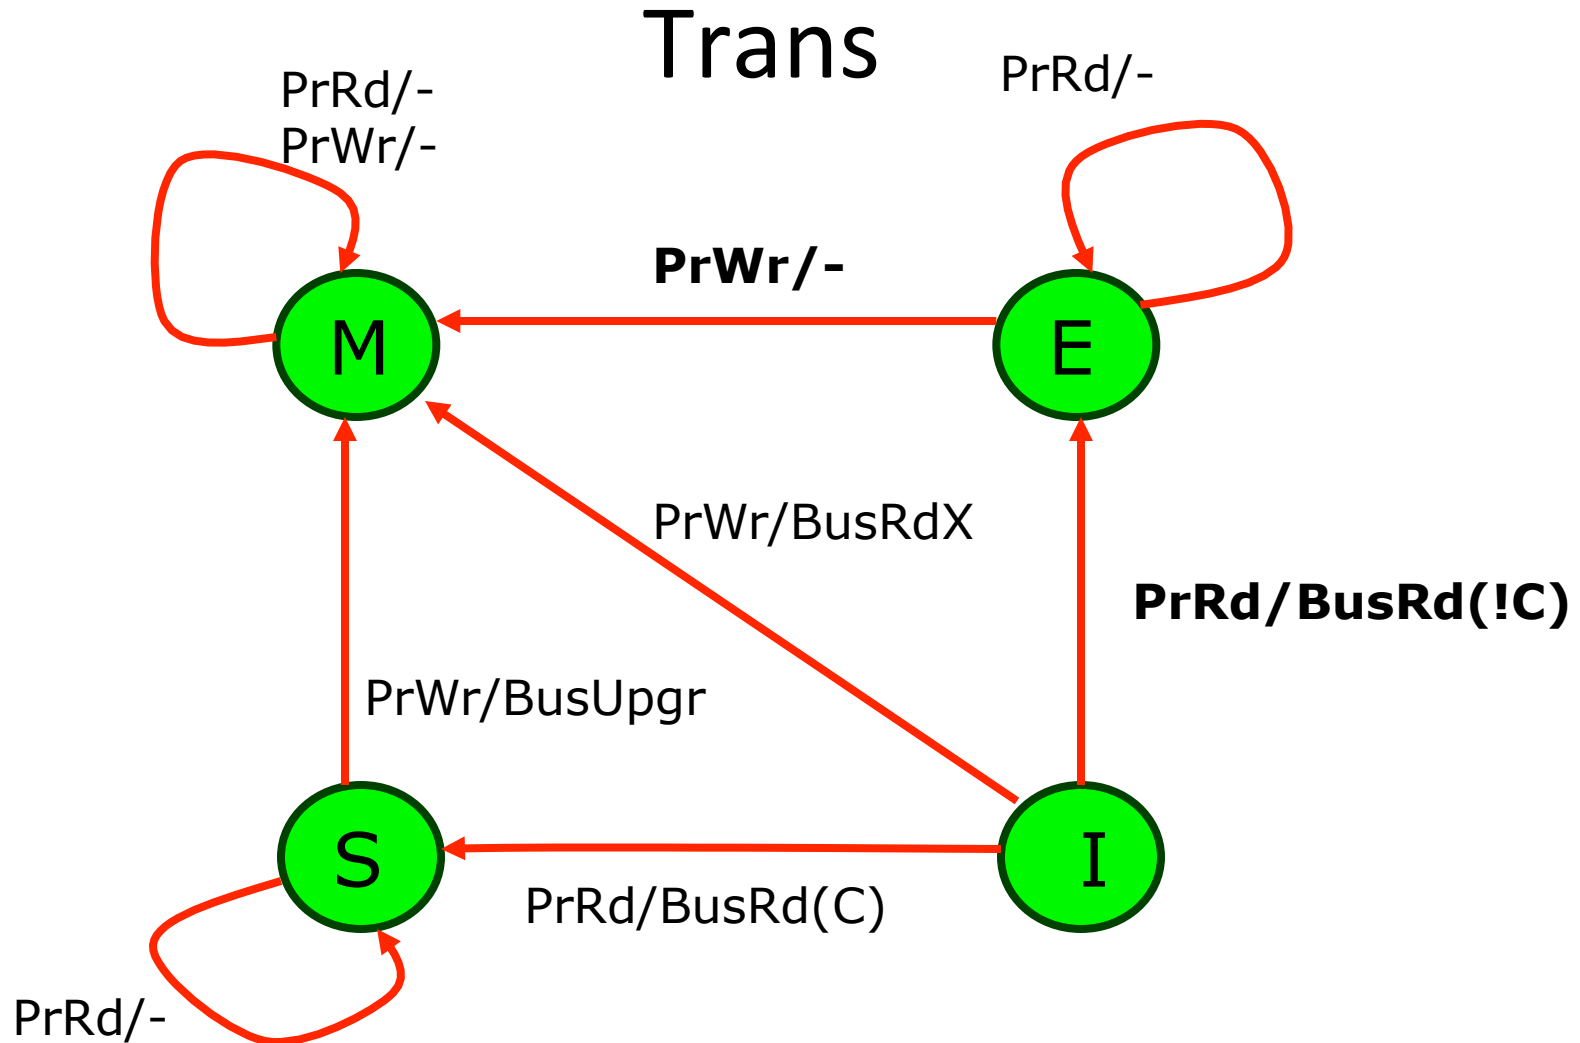 Trans
PrRd/-
PrWr/-
PrRd/-
PrWr/-
M
E
PrWr/BusRdX
PrRd/BusRd(!C)
PrWr/BusUpgr
S
I
PrRd/BusRd(C)
PrRd/-